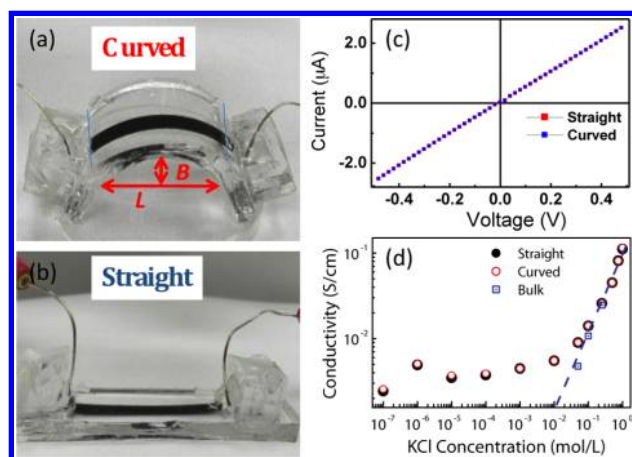 (a)
Curved
B
L
(b)
Straight
(c)
Current (μA)
2.0
0.0
-2.0
Straight
Curved
-0.4 -0.2 0.0 0.2 0.4
Voltage (V)
(d)
Conductivity (S/cm)
10⁻¹
10⁻²
Straight
Curved
Bulk
10⁻⁷ 10⁻⁶ 10⁻⁵ 10⁻⁴ 10⁻³ 10⁻² 10⁻¹ 10⁰
KCl Concentration (mol/L)